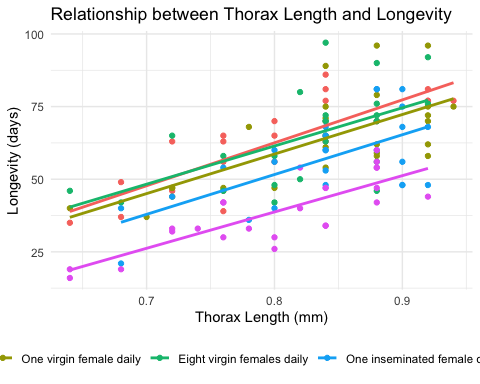 Relationship between Thorax Length and Longevity
Longevity (days)
100
75
50
25
0.7
0.8
0.9
Thorax Length (mm)
One virgin female daily
Eight virgin females daily
One inseminated female